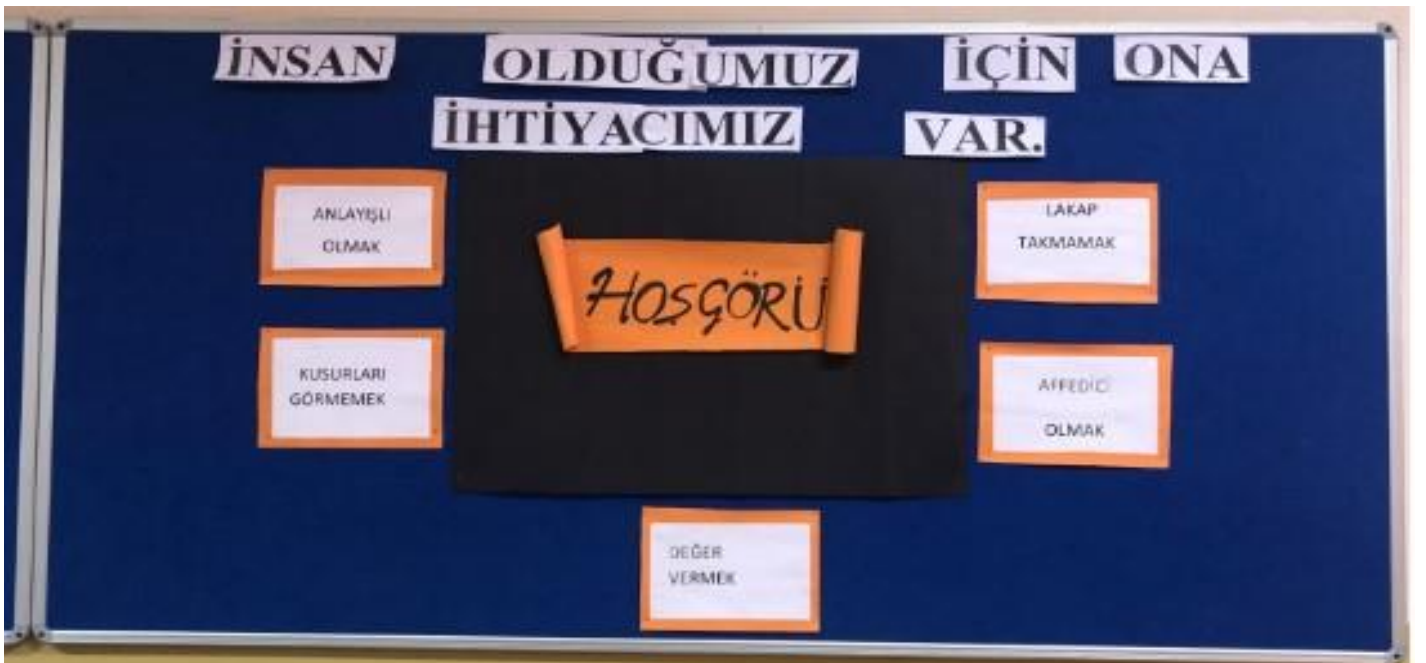 İNSAN OLDUĞUMUZ İÇİN ONA
İHTİYACIMIZ VAR.
ANLAYIŞLI
OLMAK
KUSURLARI
GÖRMEMEK
HOŞGÖRÜ
LAKAP
TAKMAMAK
AFFEDİCİ
OLMAK
DEĞER
VERMEK